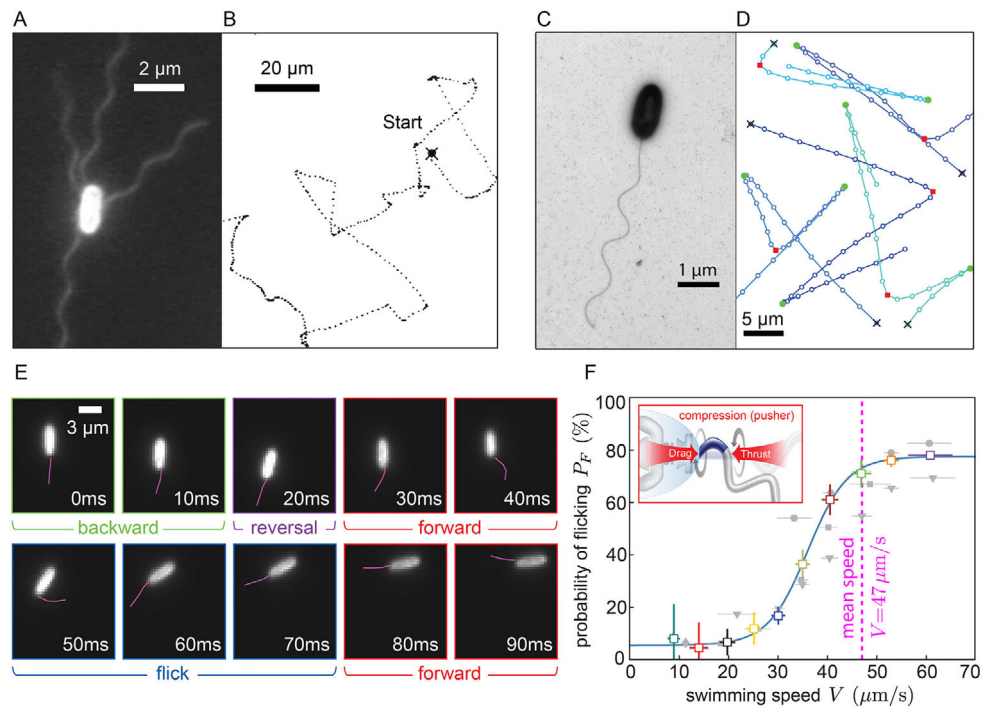 A
B
C
D
2 μm
20 μm
Start
1 μm
5 μm
E
3 μm
0ms
10ms
20ms
30ms
40ms
backward
reversal
forward
50ms
60ms
70ms
80ms
90ms
flick
forward
F
probability of flicking P_F (%)
100
80
60
40
20
0
compression (pusher)
Drag
Thrust
mean speed
V=47μm/s
0
10
20
30
40
50
60
70
swimming speed V (μm/s)